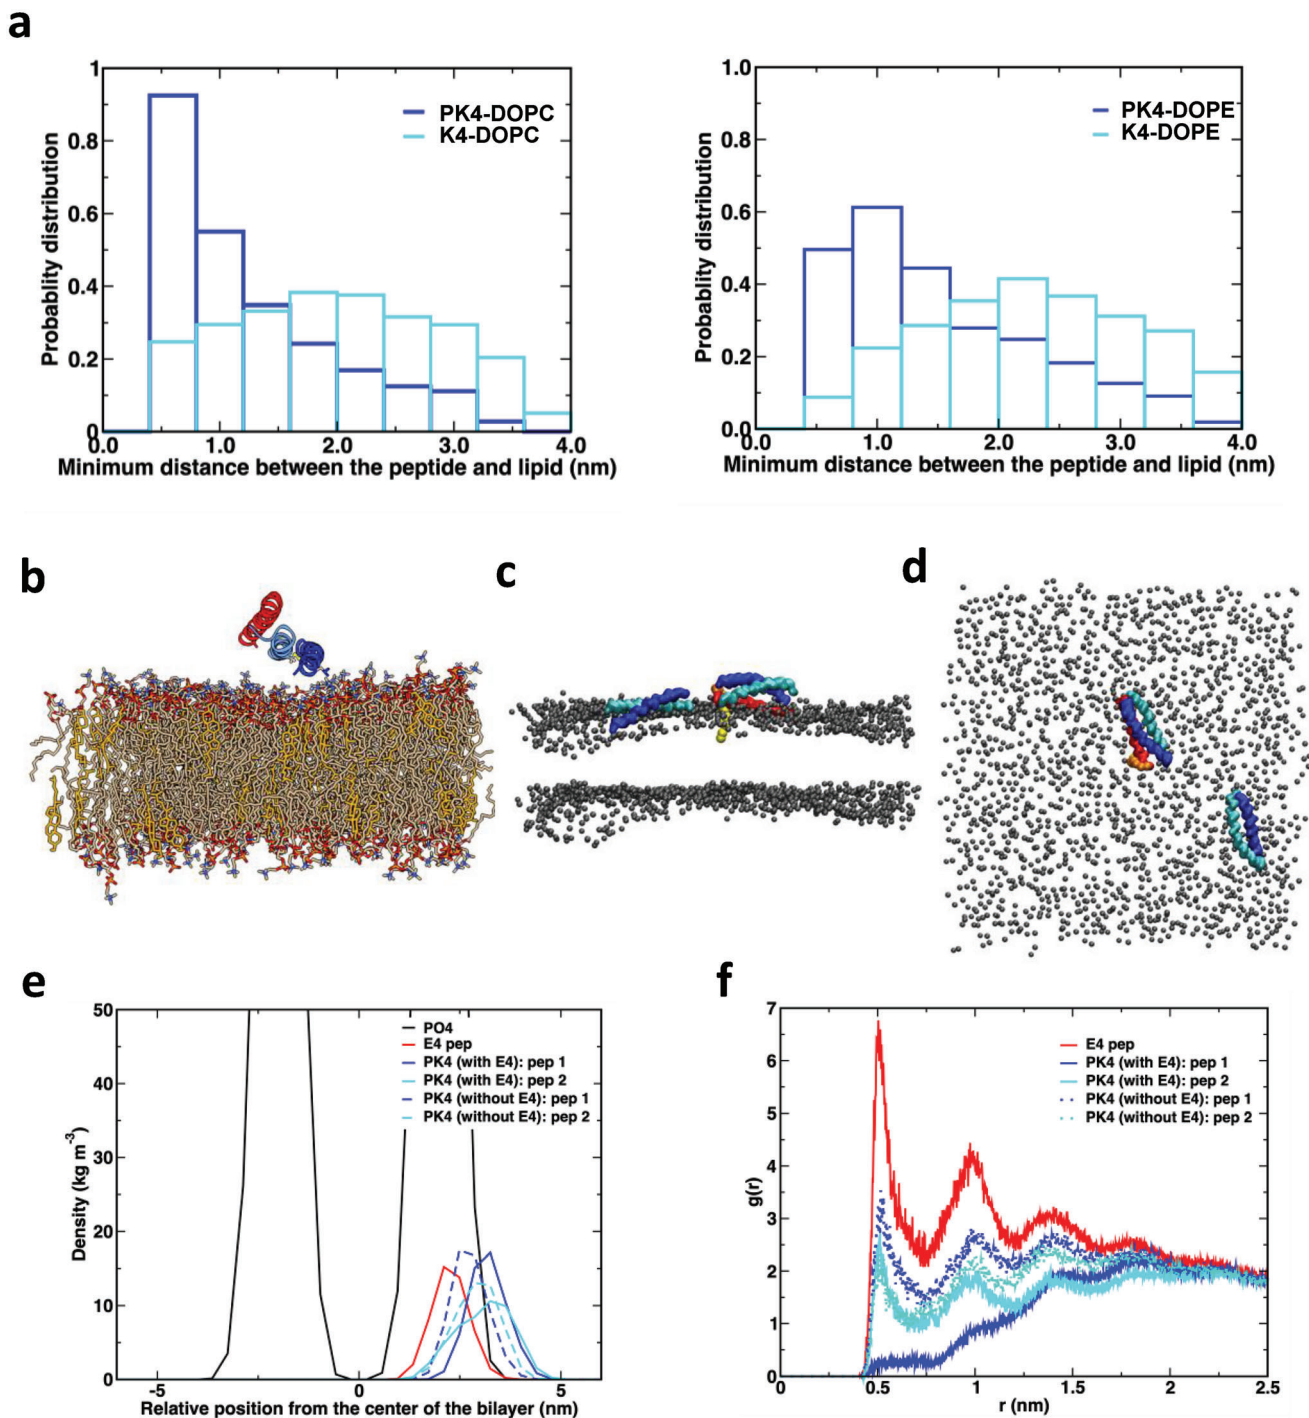 a
1
0.8
0.6
0.4
0.2
0
Probablity distribution
PK4-DOPC
K4-DOPC
0.0 1.0 2.0 3.0 4.0
Minimum distance between the peptide and lipid (nm)
1.0
0.8
0.6
0.4
0.2
0.0
Probablity distribution
PK4-DOPE
K4-DOPE
0.0 1.0 2.0 3.0 4.0
Minimum distance between the peptide and lipid (nm)
b
c
d
e
50
40
30
20
10
0
Density (kg m-3)
PO4
E4 pep
PK4 (with E4): pep 1
PK4 (with E4): pep 2
PK4 (without E4): pep 1
PK4 (without E4): pep 2
-5 0 5
Relative position from the center of the bilayer (nm)
f
7
6
5
4
3
2
1
0
g(r)
E4 pep
PK4 (with E4): pep 1
PK4 (with E4): pep 2
PK4 (without E4): pep 1
PK4 (without E4): pep 2
0 0.5 1 1.5 2 2.5
r (nm)